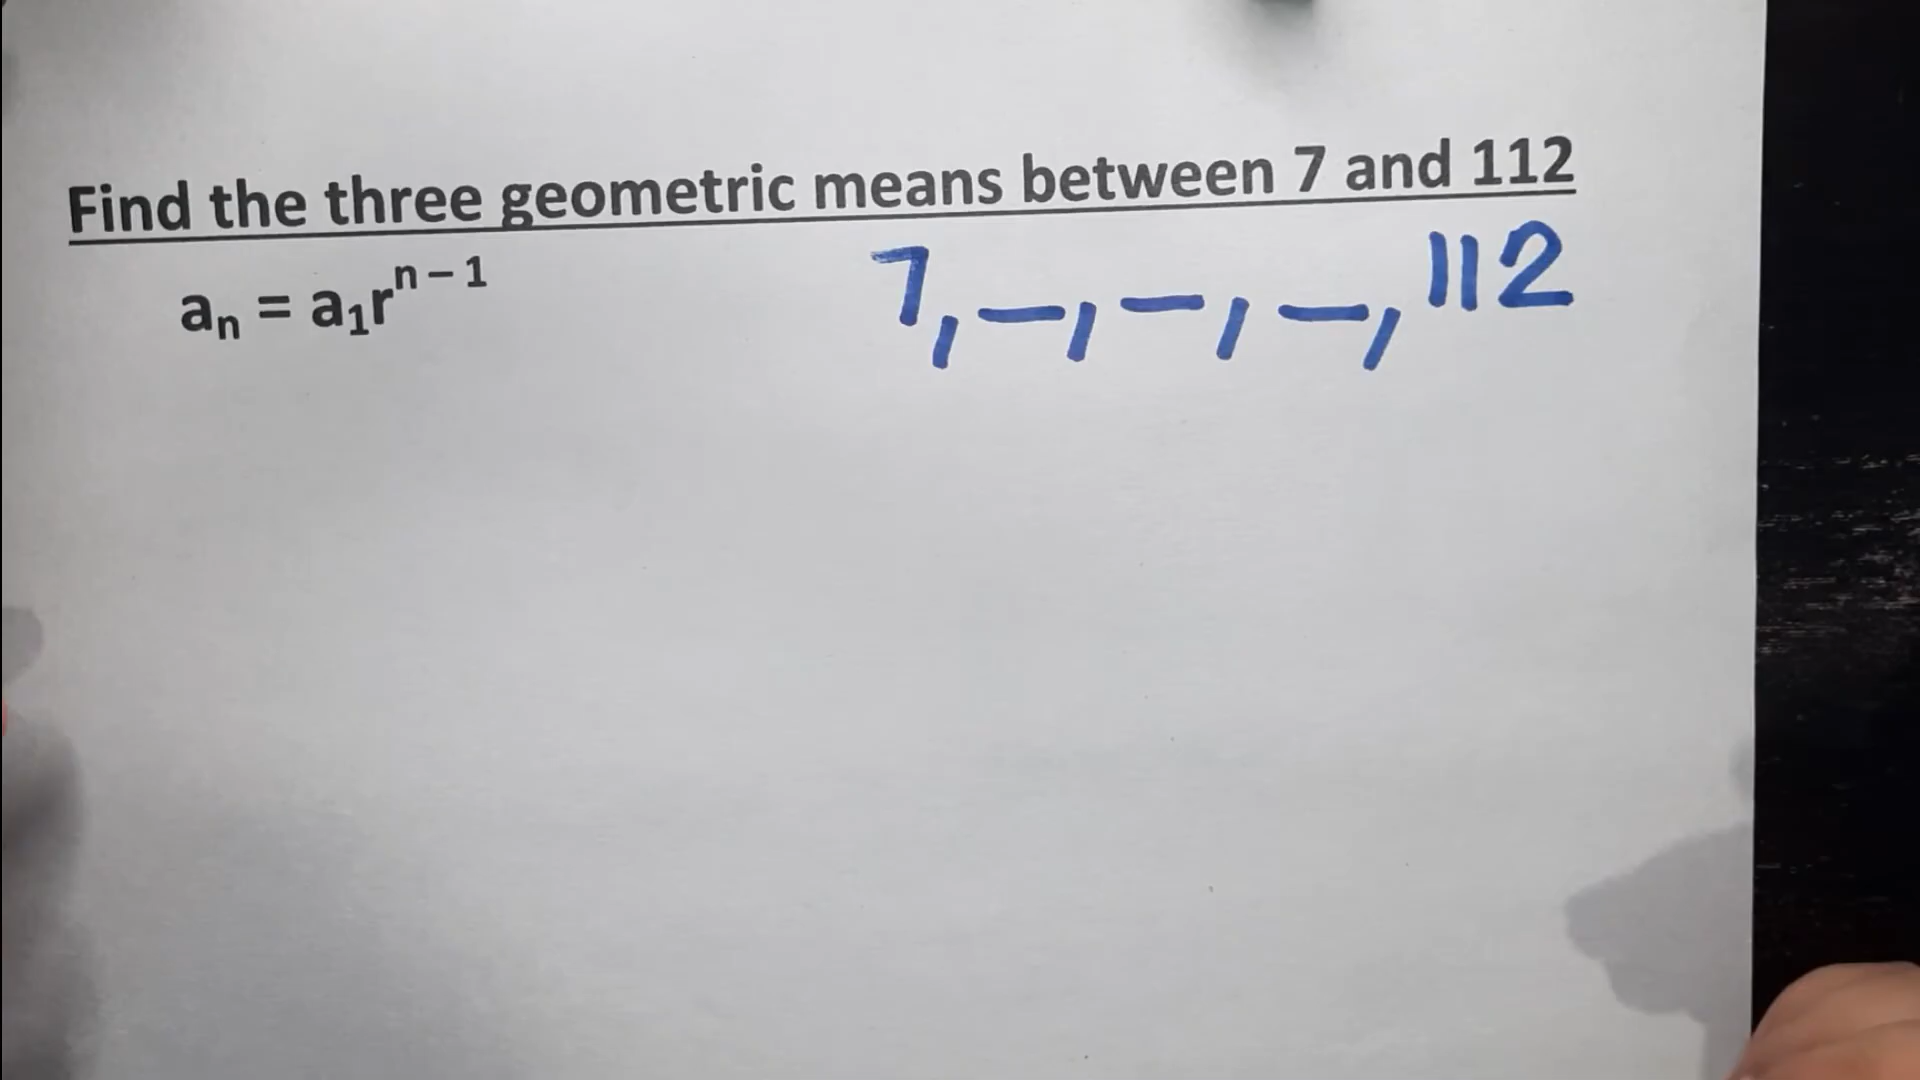 Find the three geometric means between 7 and 112
aₙ = a₁rⁿ⁻¹
7, _, _, _, 112